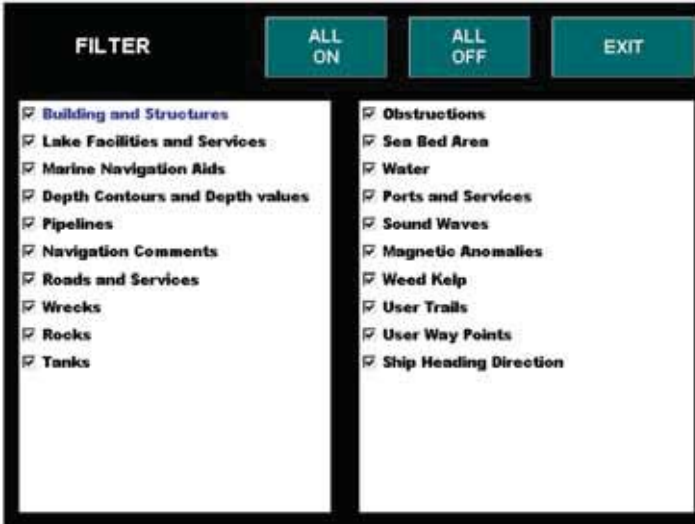 FILTER
ALL
ON
ALL
OFF
EXIT
Building and Structures
Lake Facilities and Services
Marine Navigation Aids
Depth Contours and Depth values
Pipelines
Navigation Comments
Roads and Services
Wrecks
Rocks
Tanks
Obstructions
Sea Bed Area
Water
Ports and Services
Sound Waves
Magnetic Anomalies
Weed Kelp
User Trails
User Way Points
Ship Heading Direction